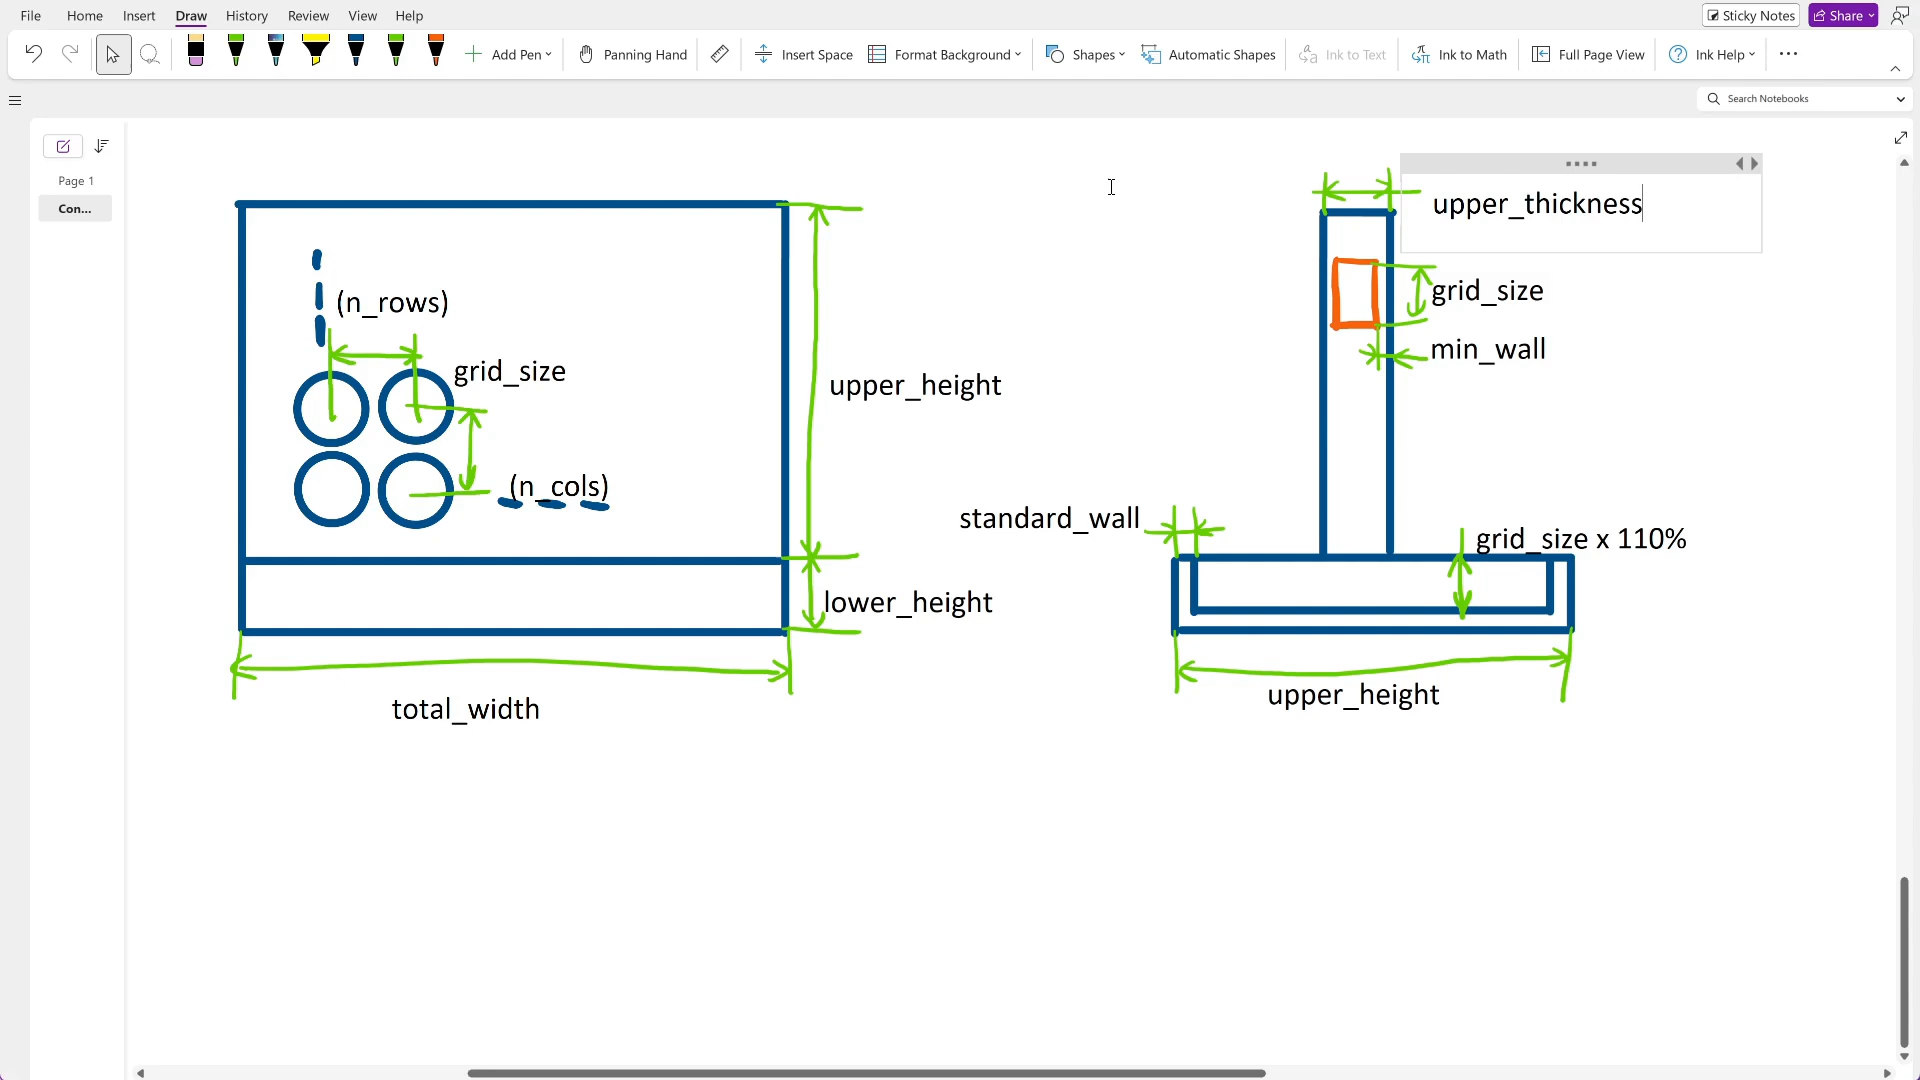 File Home Insert Draw History Review View Help
Sticky Notes Share
Add Pen Panning Hand Insert Space Format Background Shapes Automatic Shapes Ink to Text Ink to Math Full Page View Ink Help
Search Notebooks
Page 1
Con...
(n_rows)
grid_size
(n_cols)
upper_height
lower_height
total_width
upper_thickness
grid_size
min_wall
standard_wall
grid_size x 110%
upper_height